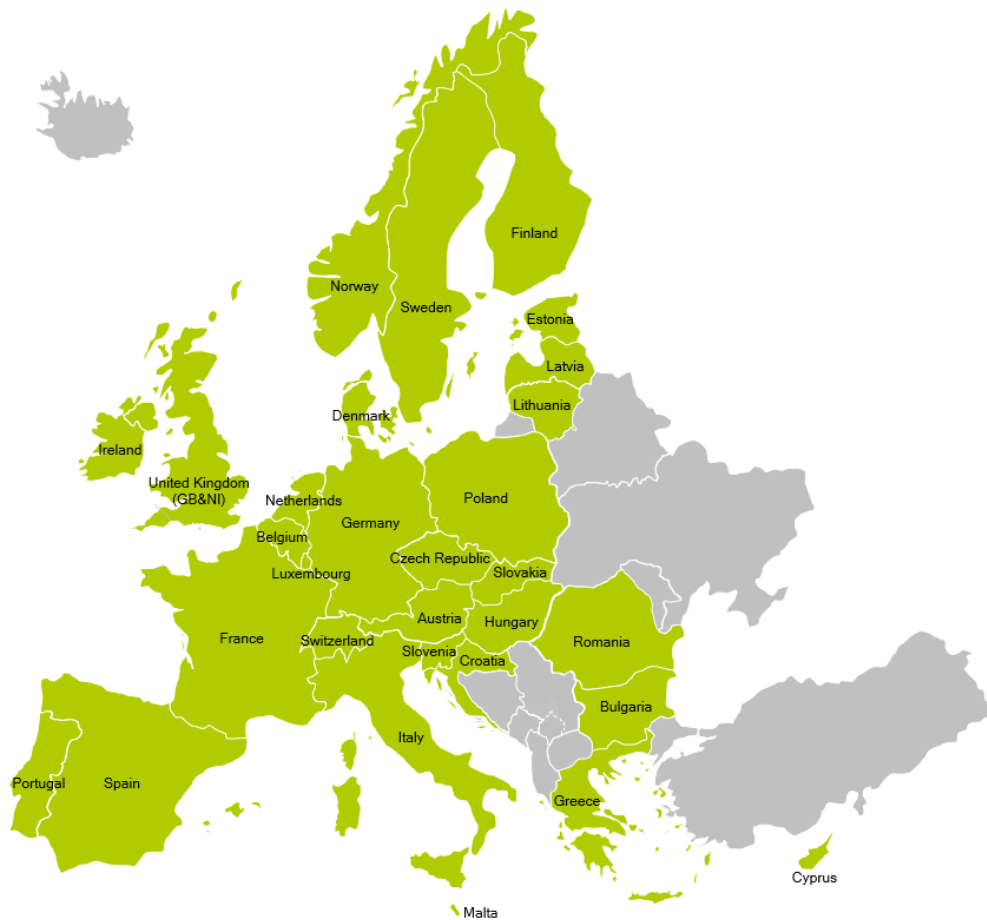 Finland
Norway
Sweden
Estonia
Latvia
Lithuania
Denmark
Ireland
United Kingdom
(GB&NI)
Netherlands
Poland
Germany
Belgium
Czech Republic
Luxembourg
Slovakia
Austria
Hungary
France
Switzerland
Romania
Slovenia
Croatia
Bulgaria
Italy
Portugal
Spain
Greece
Cyprus
Malta